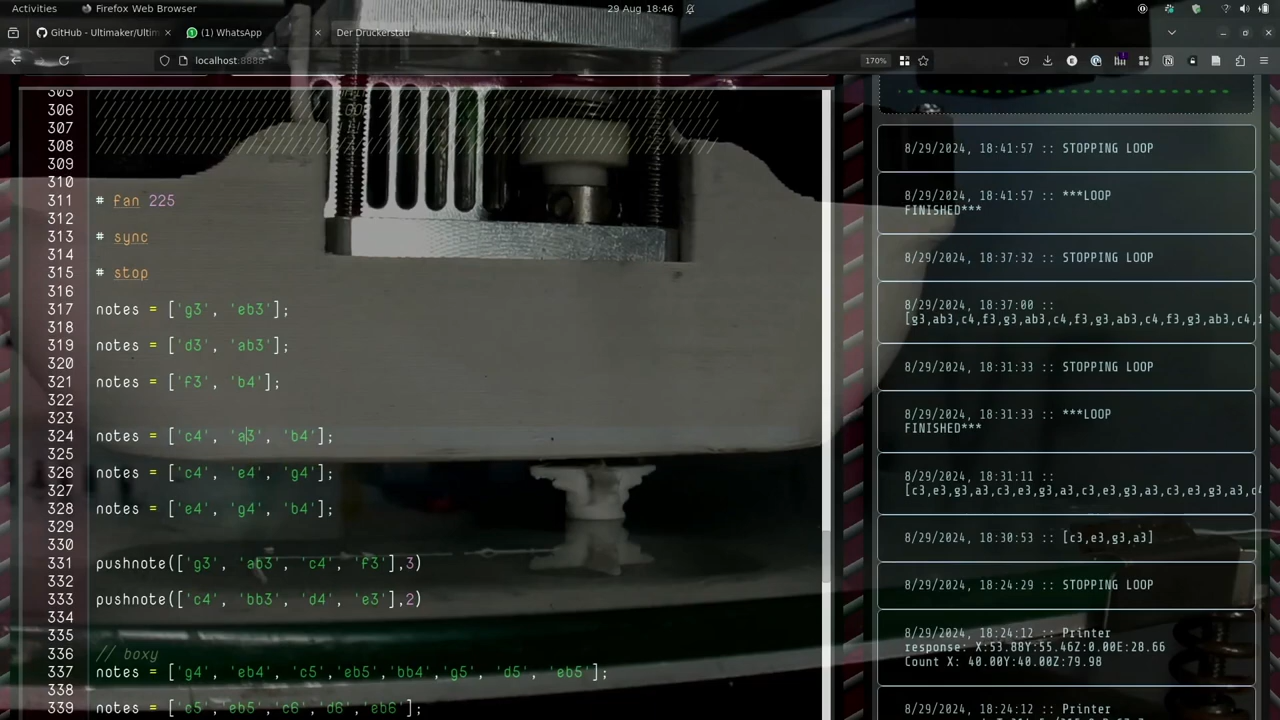 Activities
Firefox Web Browser
29 Aug 18:46
GitHub - Ultimaker/Ultim
(1) WhatsApp
Der Druckerstau
localhost:8888
170%
305
306
307
308
309
310
311 # fan 225
312
313 # sync
314
315 # stop
316
317 notes = ['g3', 'eb3'];
318
319 notes = ['d3', 'ab3'];
320
321 notes = ['f3', 'b4'];
322
323
324 notes = ['c4', 'a3', 'b4'];
325
326 notes = ['c4', 'e4', 'g4'];
327
328 notes = ['e4', 'g4', 'b4'];
329
330
331 pushnote(['g3', 'ab3', 'c4', 'f3'],3)
332
333 pushnote(['c4', 'bb3', 'd4', 'e3'],2)
334
335
336 // boxy
337 notes = ['g4', 'eb4', 'c5','eb5','bb4','g5', 'd5', 'eb5'];
338
339 notes = ['e5', 'eb5','c6','d6','eb6'];
8/29/2024, 18:41:57 :: STOPPING LOOP
8/29/2024, 18:41:57 :: ***LOOP
FINISHED***
8/29/2024, 18:37:32 :: STOPPING LOOP
8/29/2024, 18:37:00 ::
[g3,ab3,c4,f3,g3,ab3,c4,f3,g3,ab3,c4,f3,g3,ab3,c4,
8/29/2024, 18:31:33 :: STOPPING LOOP
8/29/2024, 18:31:33 :: ***LOOP
FINISHED***
8/29/2024, 18:31:11 ::
[c3,e3,g3,a3,c3,e3,g3,a3,c3,e3,g3,a3,c3,e3,g3,a3,
8/29/2024, 18:30:53 :: [c3,e3,g3,a3]
8/29/2024, 18:24:29 :: STOPPING LOOP
8/29/2024, 18:24:12 :: Printer
response: X:53.88Y:55.46Z:0.00E:28.66
Count X: 40.00Y:40.00Z:79.98
8/29/2024, 18:24:12 :: Printer